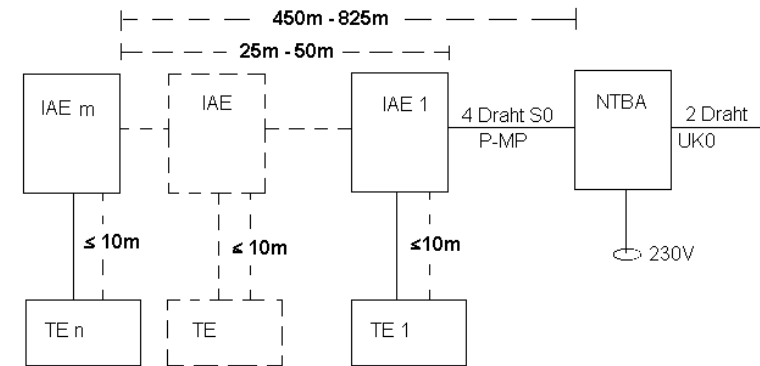 450m - 825m
25m - 50m
IAE m
IAE
IAE 1
4 Draht S0
P-MP
NTBA
2 Draht
UK0
≤ 10m
≤ 10m
≤10m
230V
TE n
TE
TE 1